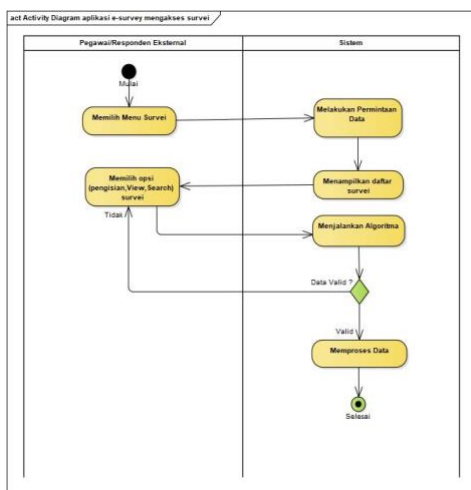 act Activity Diagram aplikasi e-survey mengakses survei
Pegawai/Responden Eksternal
Sistem
Mulai
Memilih Menu Survei
Melakukan Permintaan
Data
Menampilkan daftar
survei
Memilih opsi
(pengisian,View,Search)
survei
Tidak
Menjalankan Algoritma
Data Valid ?
Valid
Memproses Data
Selesai